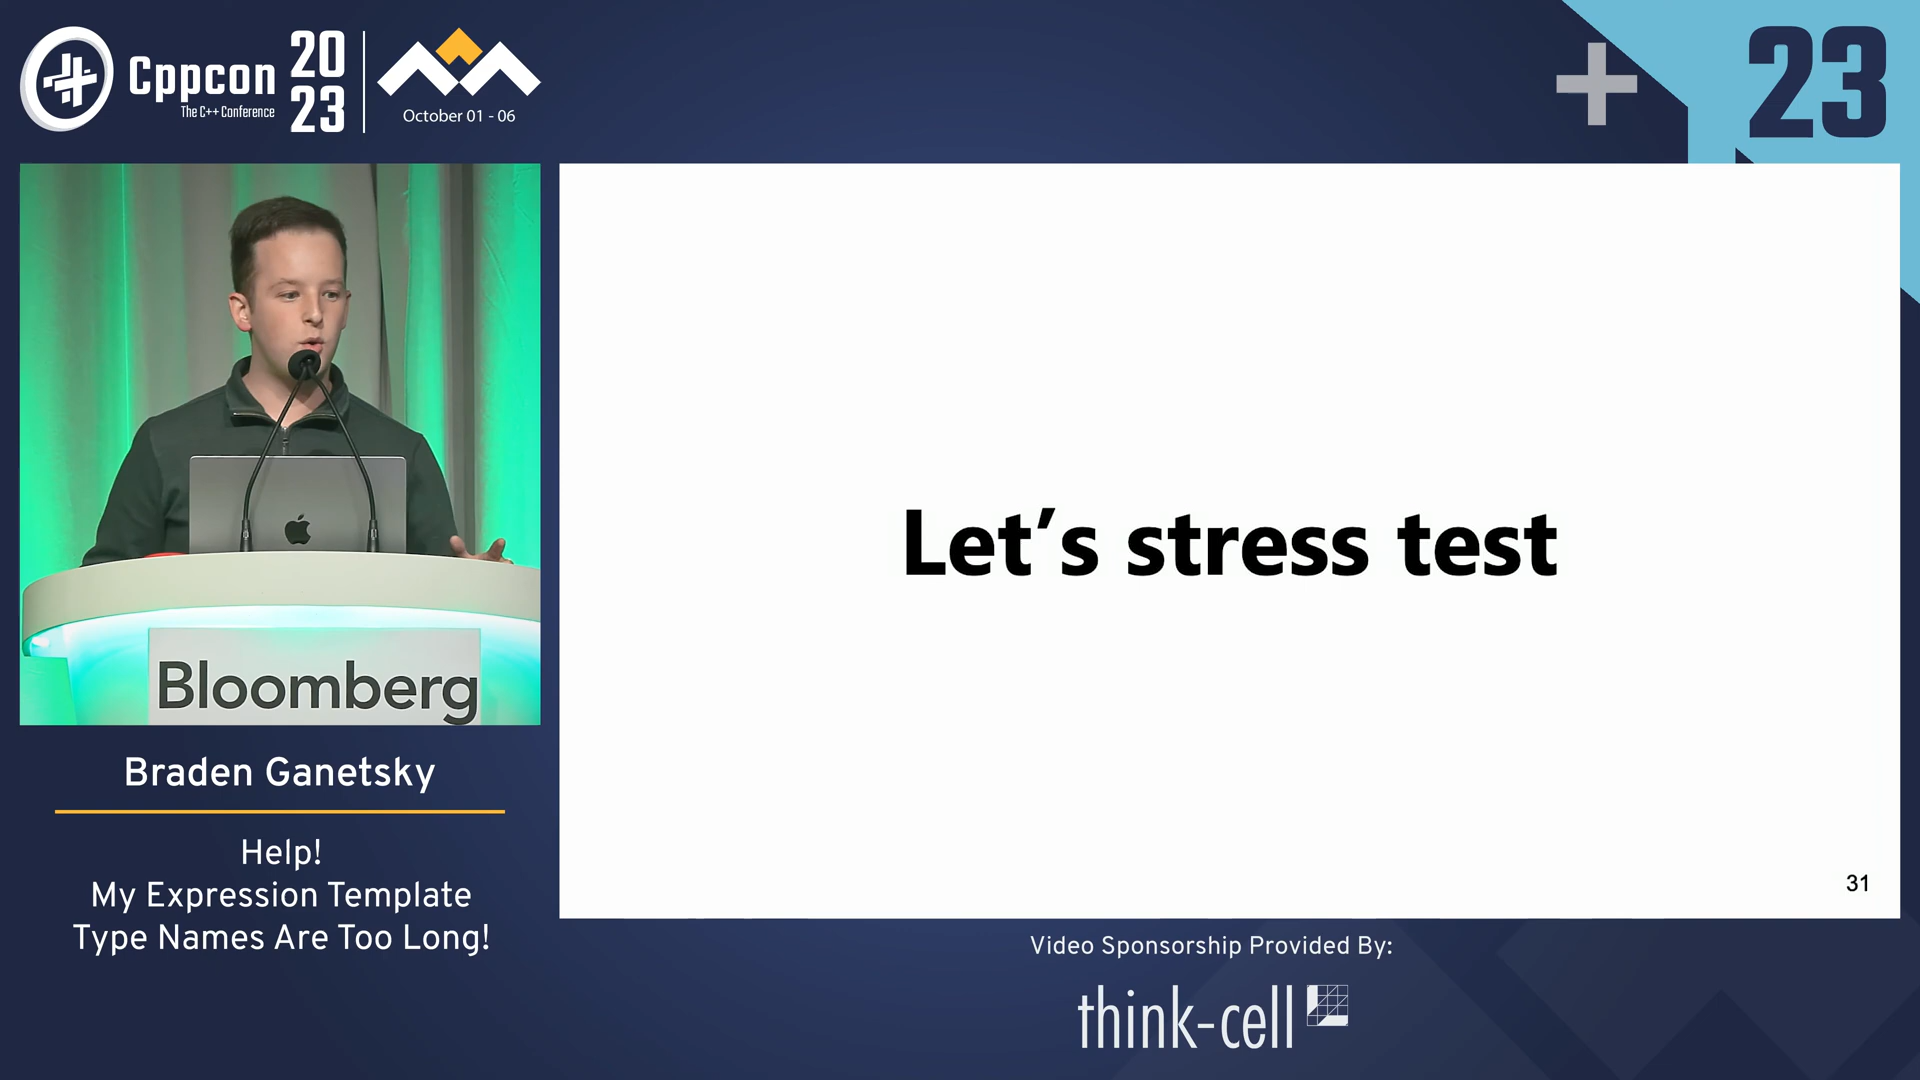 Cppcon
The C++ Conference
20
23
October 01 - 06
23
Let's stress test
31
Bloomberg
Braden Ganetsky
Help!
My Expression Template
Type Names Are Too Long!
Video Sponsorship Provided By:
think-cell